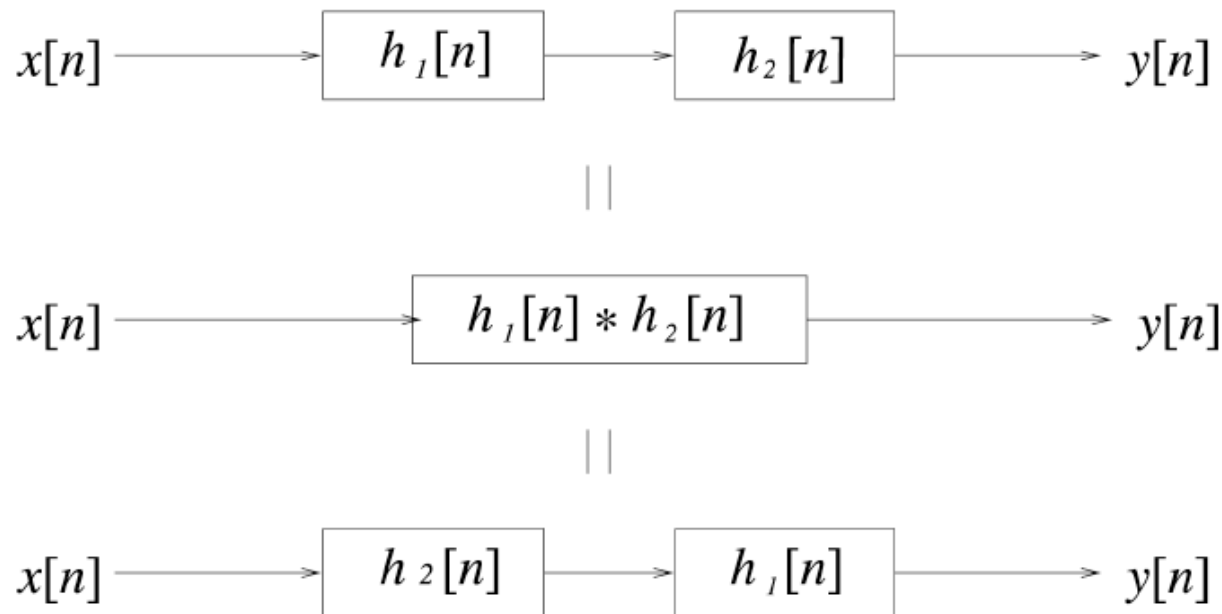 x[n] h₁[n] h₂[n] y[n]
||
x[n] h₁[n] * h₂[n] y[n]
||
x[n] h₂[n] h₁[n] y[n]